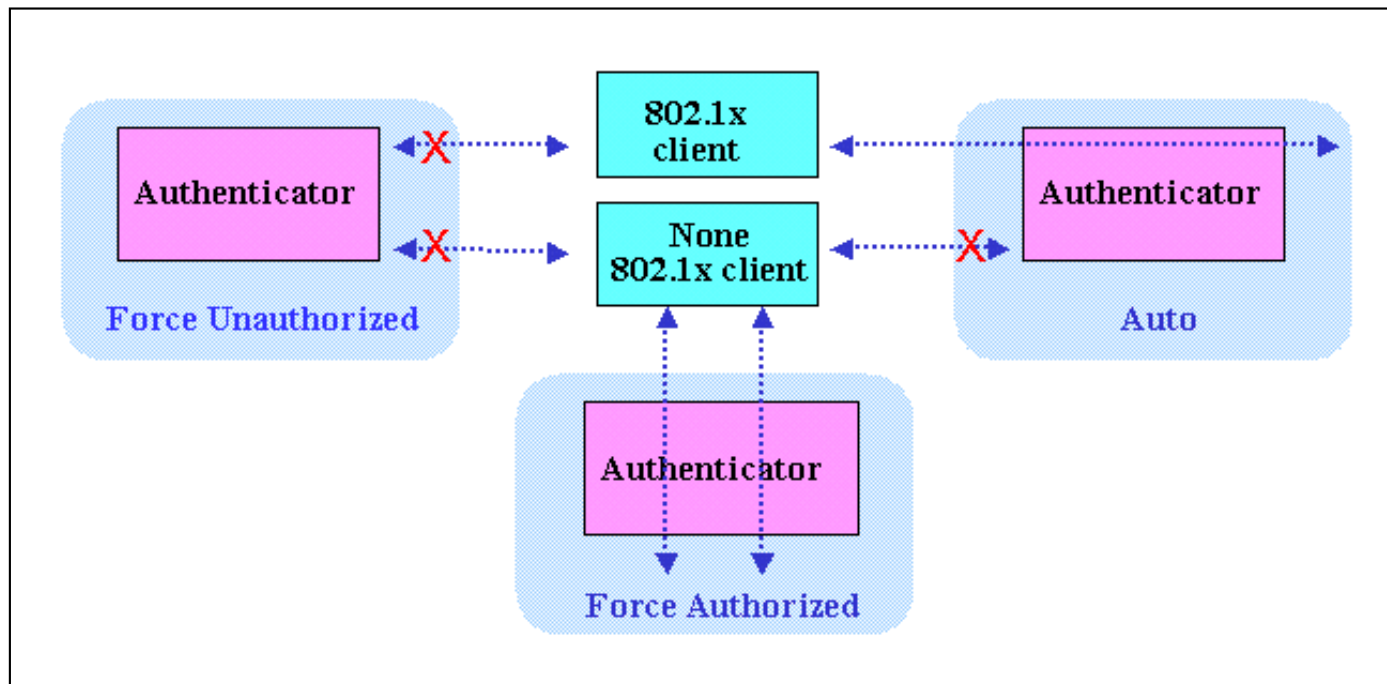 802.1x
client
Authenticator
Authenticator
None
802.1x client
Force Unauthorized
Auto
Authenticator
Force Authorized